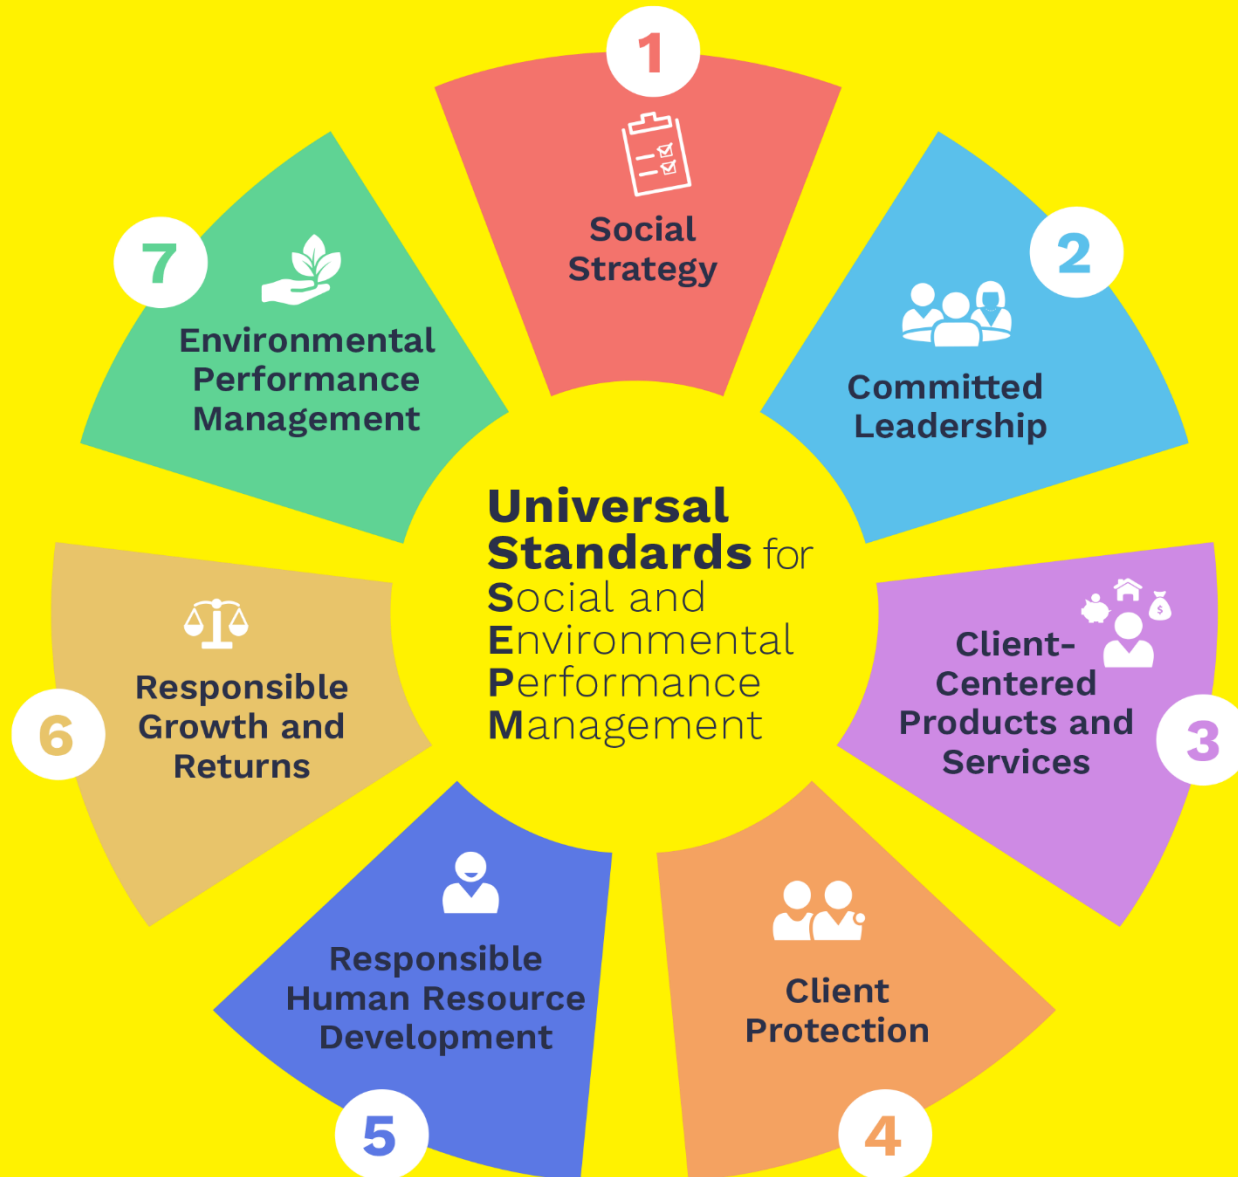 1
Social
Strategy
2
Committed
Leadership
3
Client-
Centered
Products and
Services
$
4
Client
Protection
5
Responsible
Human Resource
Development
6
Responsible
Growth and
Returns
7
Environmental
Performance
Management
Universal
Standards for
Social and
Environmental
Performance
Management